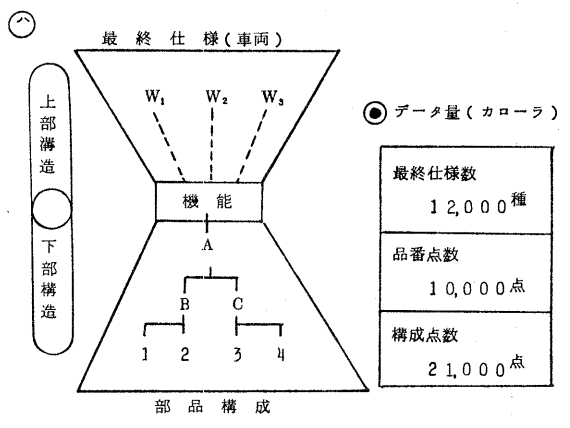 ハ
最終仕様(車両)
上部溝造
W₁ W₂ W₃
データ量(カローラ)
最終仕様数
12,000種
機能
A
下部構造
品番点数
10,000点
B C
1 2 3 4
構成点数
21,000点
部品構成